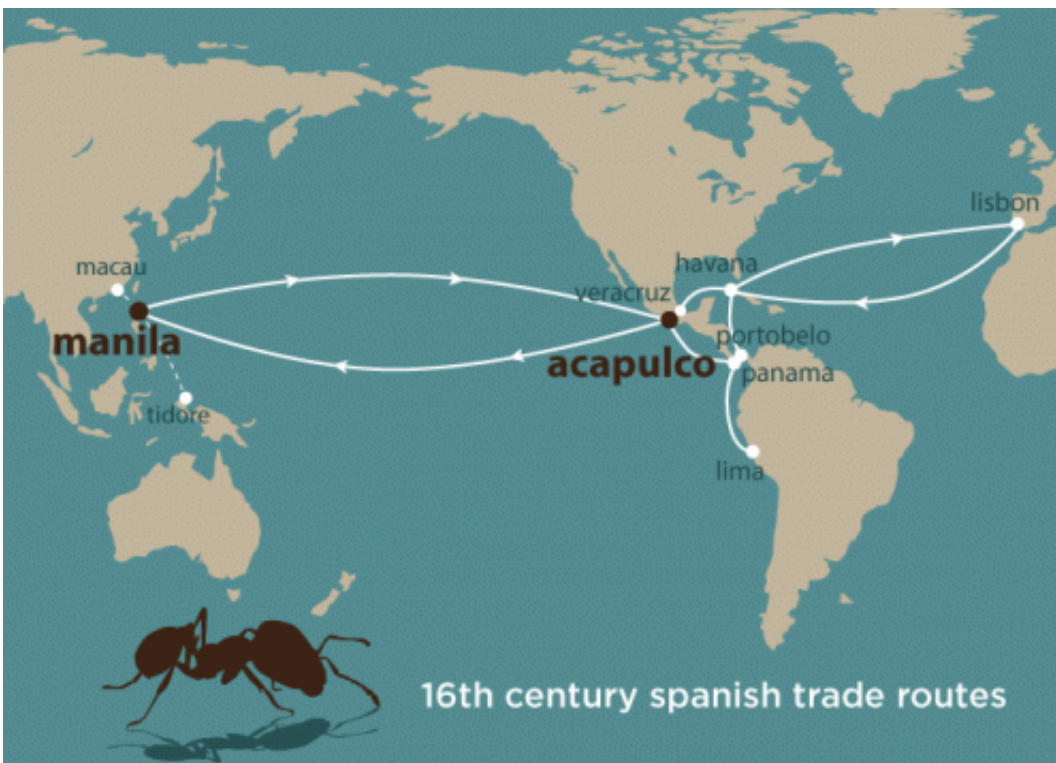 lisbon
macau
havana
veracruz
manila
portobelo
acapulco
panama
tidore
lima
16th century spanish trade routes